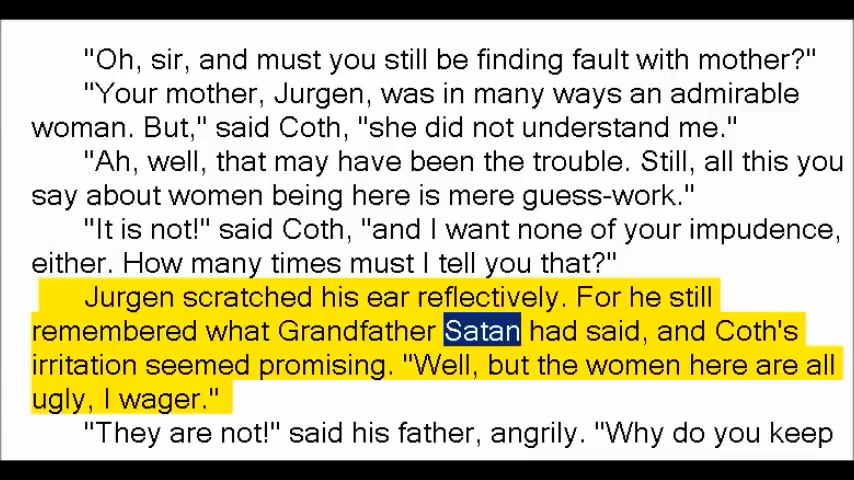 "Oh, sir, and must you still be finding fault with mother?"
"Your mother, Jurgen, was in many ways an admirable
woman. But," said Coth, "she did not understand me."
"Ah, well, that may have been the trouble. Still, all this you
say about women being here is mere guess-work."
"It is not!" said Coth, "and I want none of your impudence,
either. How many times must I tell you that?"
Jurgen scratched his ear reflectively. For he still
remembered what Grandfather Satan had said, and Coth's
irritation seemed promising. "Well, but the women here are all
ugly, I wager."
"They are not!" said his father, angrily. "Why do you keep